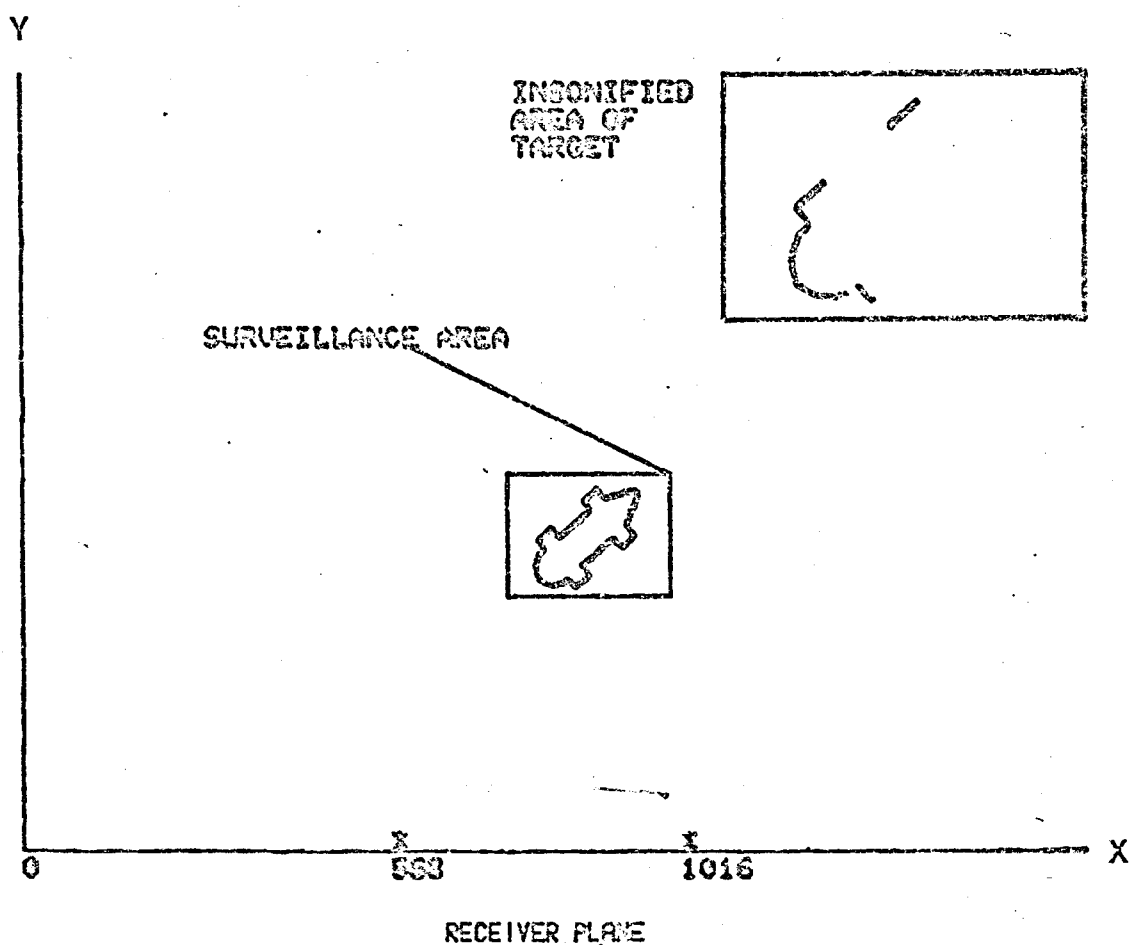 Y
INSONIFIED
AREA OF
TARGET
SURVEILLANCE AREA
X X
0 1016 X
RECEIVER PLANE